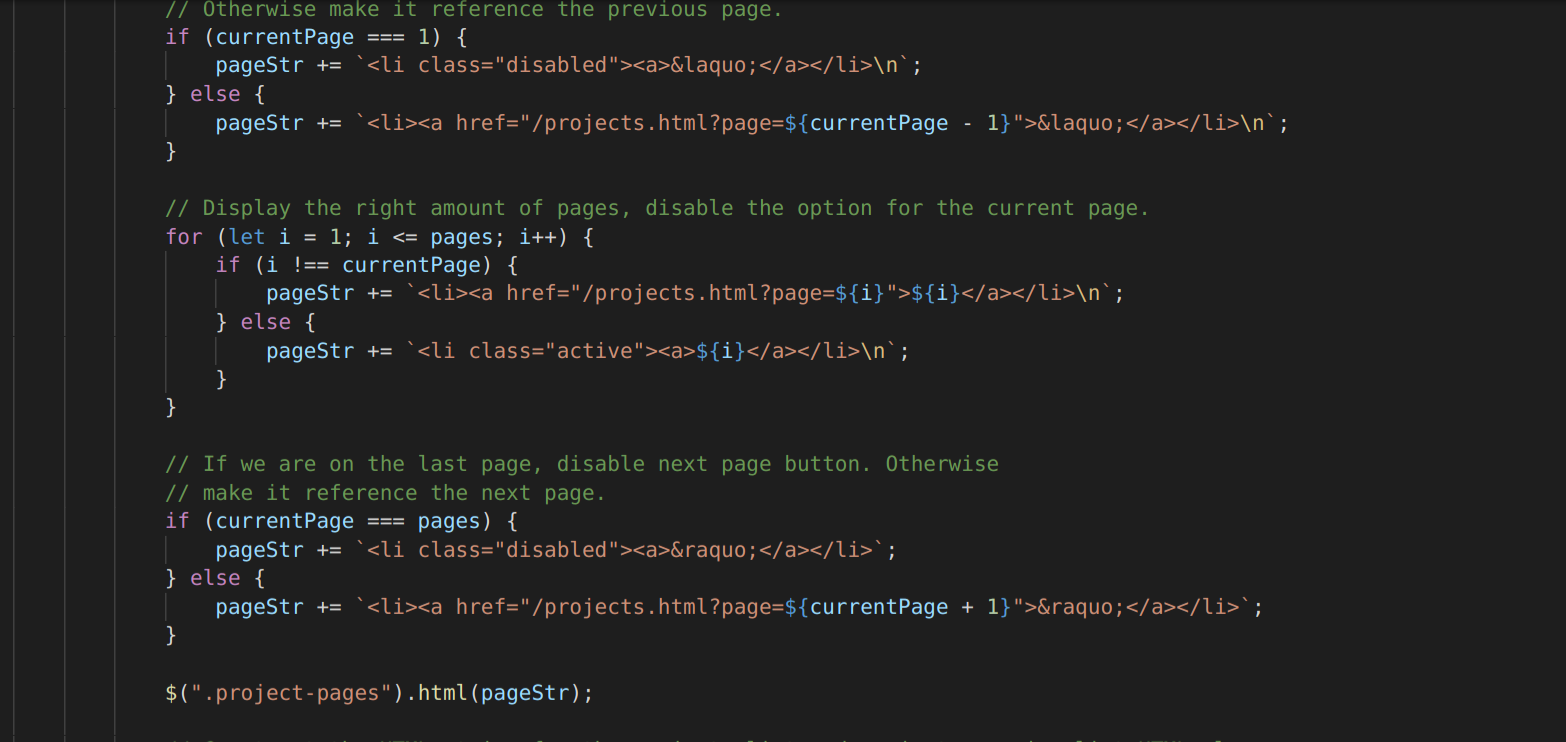 // Otherwise make it reference the previous page.
if (currentPage === 1) {
pageStr += `<li class="disabled"><a>&laquo;</a></li>\n`;
} else {
pageStr += `<li><a href="/projects.html?page=${currentPage - 1}">&laquo;</a></li>\n`;
}
// Display the right amount of pages, disable the option for the current page.
for (let i = 1; i <= pages; i++) {
if (i !== currentPage) {
pageStr += `<li><a href="/projects.html?page=${i}">${i}</a></li>\n`;
} else {
pageStr += `<li class="active"><a>${i}</a></li>\n`;
}
}
// If we are on the last page, disable next page button. Otherwise
// make it reference the next page.
if (currentPage === pages) {
pageStr += `<li class="disabled"><a>&raquo;</a></li>`;
} else {
pageStr += `<li><a href="/projects.html?page=${currentPage + 1}">&raquo;</a></li>`;
}
$(".project-pages").html(pageStr);